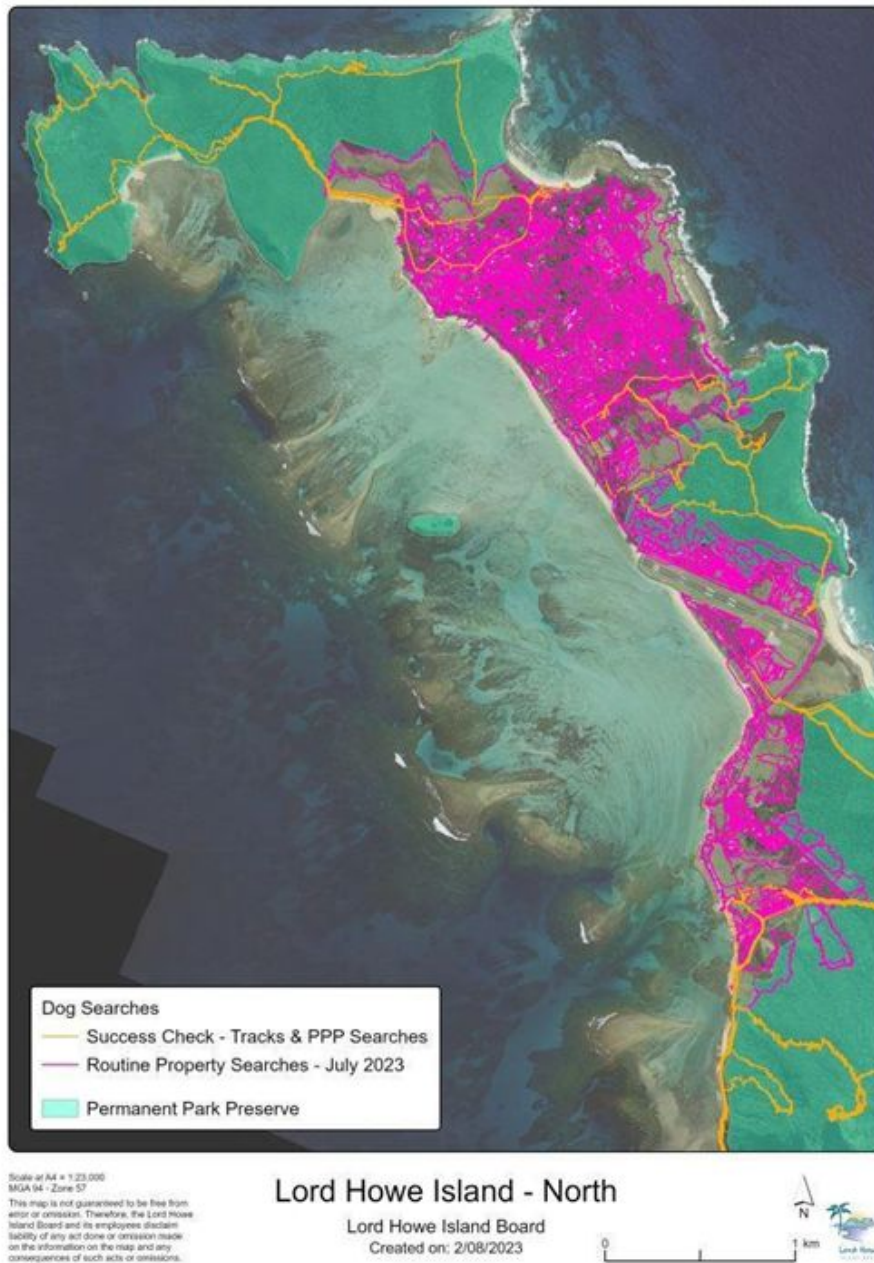 Dog Searches
Success Check - Tracks & PPP Searches
Routine Property Searches - July 2023
Permanent Park Preserve
Scale at A4 = 1:23,000
MGA 94 - Zone 57
This map is not guaranteed to be free from
error or omission. Therefore, the Lord Howe
Island Board and its employees disclaim
liability of any act done or omission made
on the information on the map and any
consequences of such acts or omissions.
Lord Howe Island - North
Lord Howe Island Board
Created on: 2/08/2023
N
0
1 km